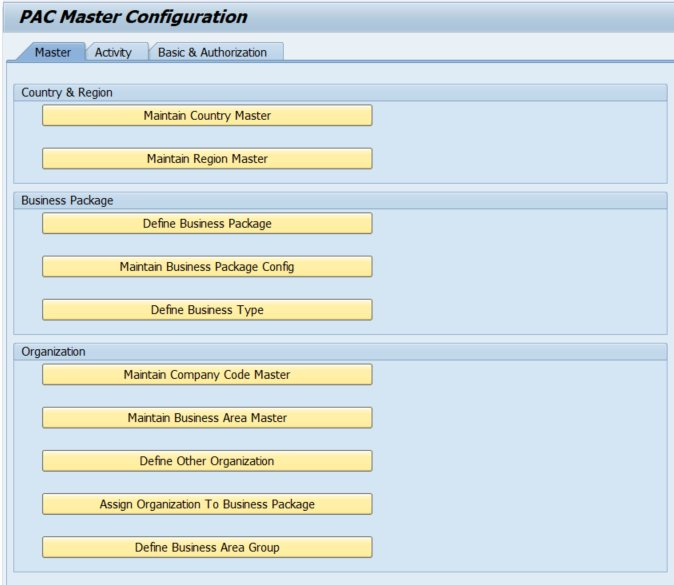 PAC Master Configuration
Master Activity Basic & Authorization
Country & Region
Maintain Country Master
Maintain Region Master
Business Package
Define Business Package
Maintain Business Package Config
Define Business Type
Organization
Maintain Company Code Master
Maintain Business Area Master
Define Other Organization
Assign Organization To Business Package
Define Business Area Group